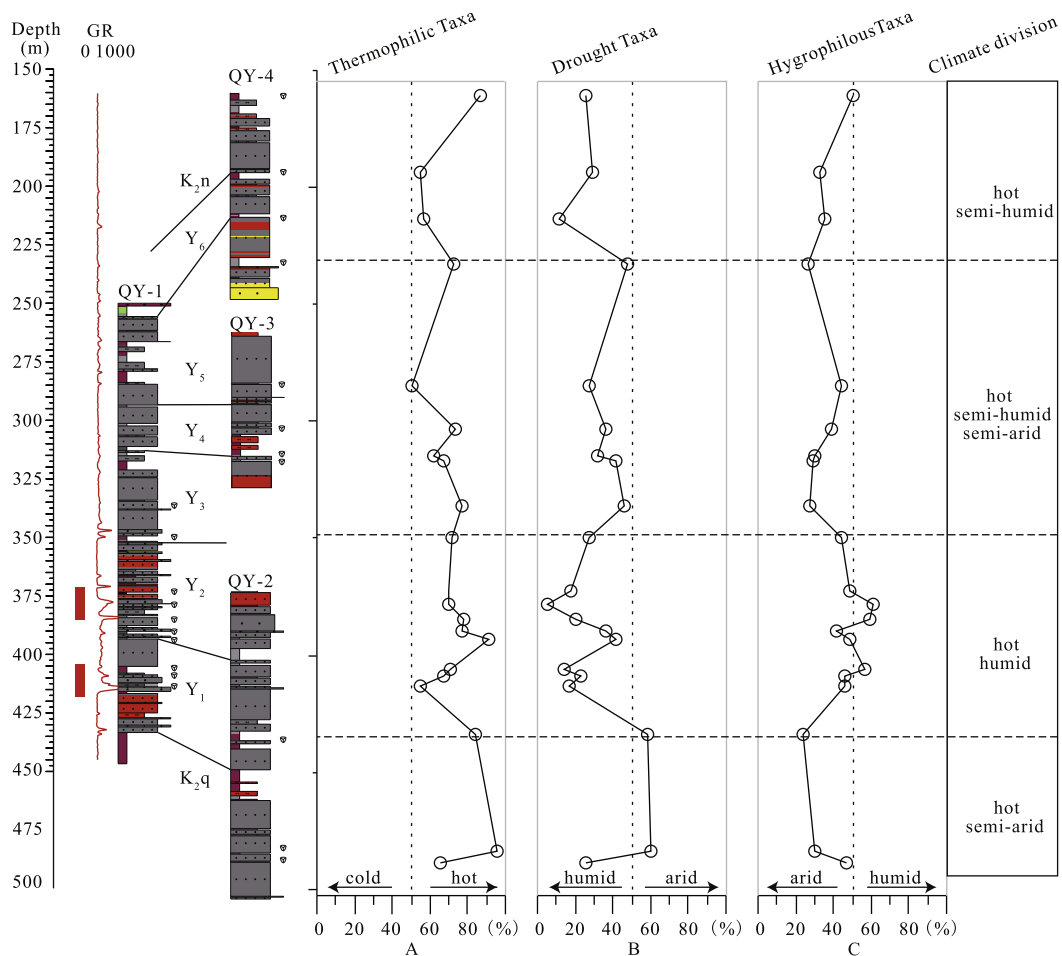 Depth
(m)
GR
0 1000
Thermophilic Taxa
Drought Taxa
HygrophilousTaxa
Climate division
150
175
200
225
250
275
300
325
350
375
400
425
450
475
500
QY-4
QY-1
QY-3
QY-2
K₂n
Y₆
Y₅
Y₄
Y₃
Y₂
Y₁
K₂q
hot
semi-humid
hot
semi-humid
semi-arid
hot
humid
hot
semi-arid
cold
hot
humid
arid
arid
humid
0 20 40 60 80 (%)
0 20 40 60 80 (%)
0 20 40 60 80 (%)
A
B
C